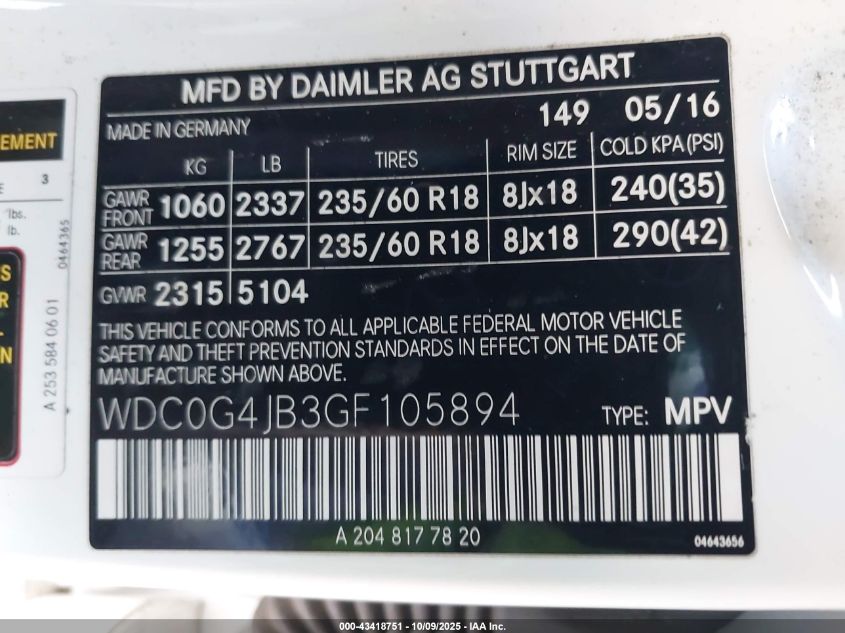 MFD BY DAIMLER AG STUTTGART
MADE IN GERMANY 149 05/16
KG LB TIRES RIM SIZE COLD KPA(PSI)
GAWR FRONT 1060 2337 235/60 R18 8Jx18 240(35)
GAWR REAR 1255 2767 235/60 R18 8Jx18 290(42)
GVWR 2315 5104
THIS VEHICLE CONFORMS TO ALL APPLICABLE FEDERAL MOTOR VEHICLE
SAFETY AND THEFT PREVENTION STANDARDS IN EFFECT ON THE DATE OF
MANUFACTURE SHOWN ABOVE.
WDC0G4JB3GF105894 TYPE: MPV
A 204 817 78 20
04643656
EMENT
3
lbs.
lb.
0464365
S
R
N
A 253 584 06 01
000-43418751 - 10/09/2025 - IAA, Inc.